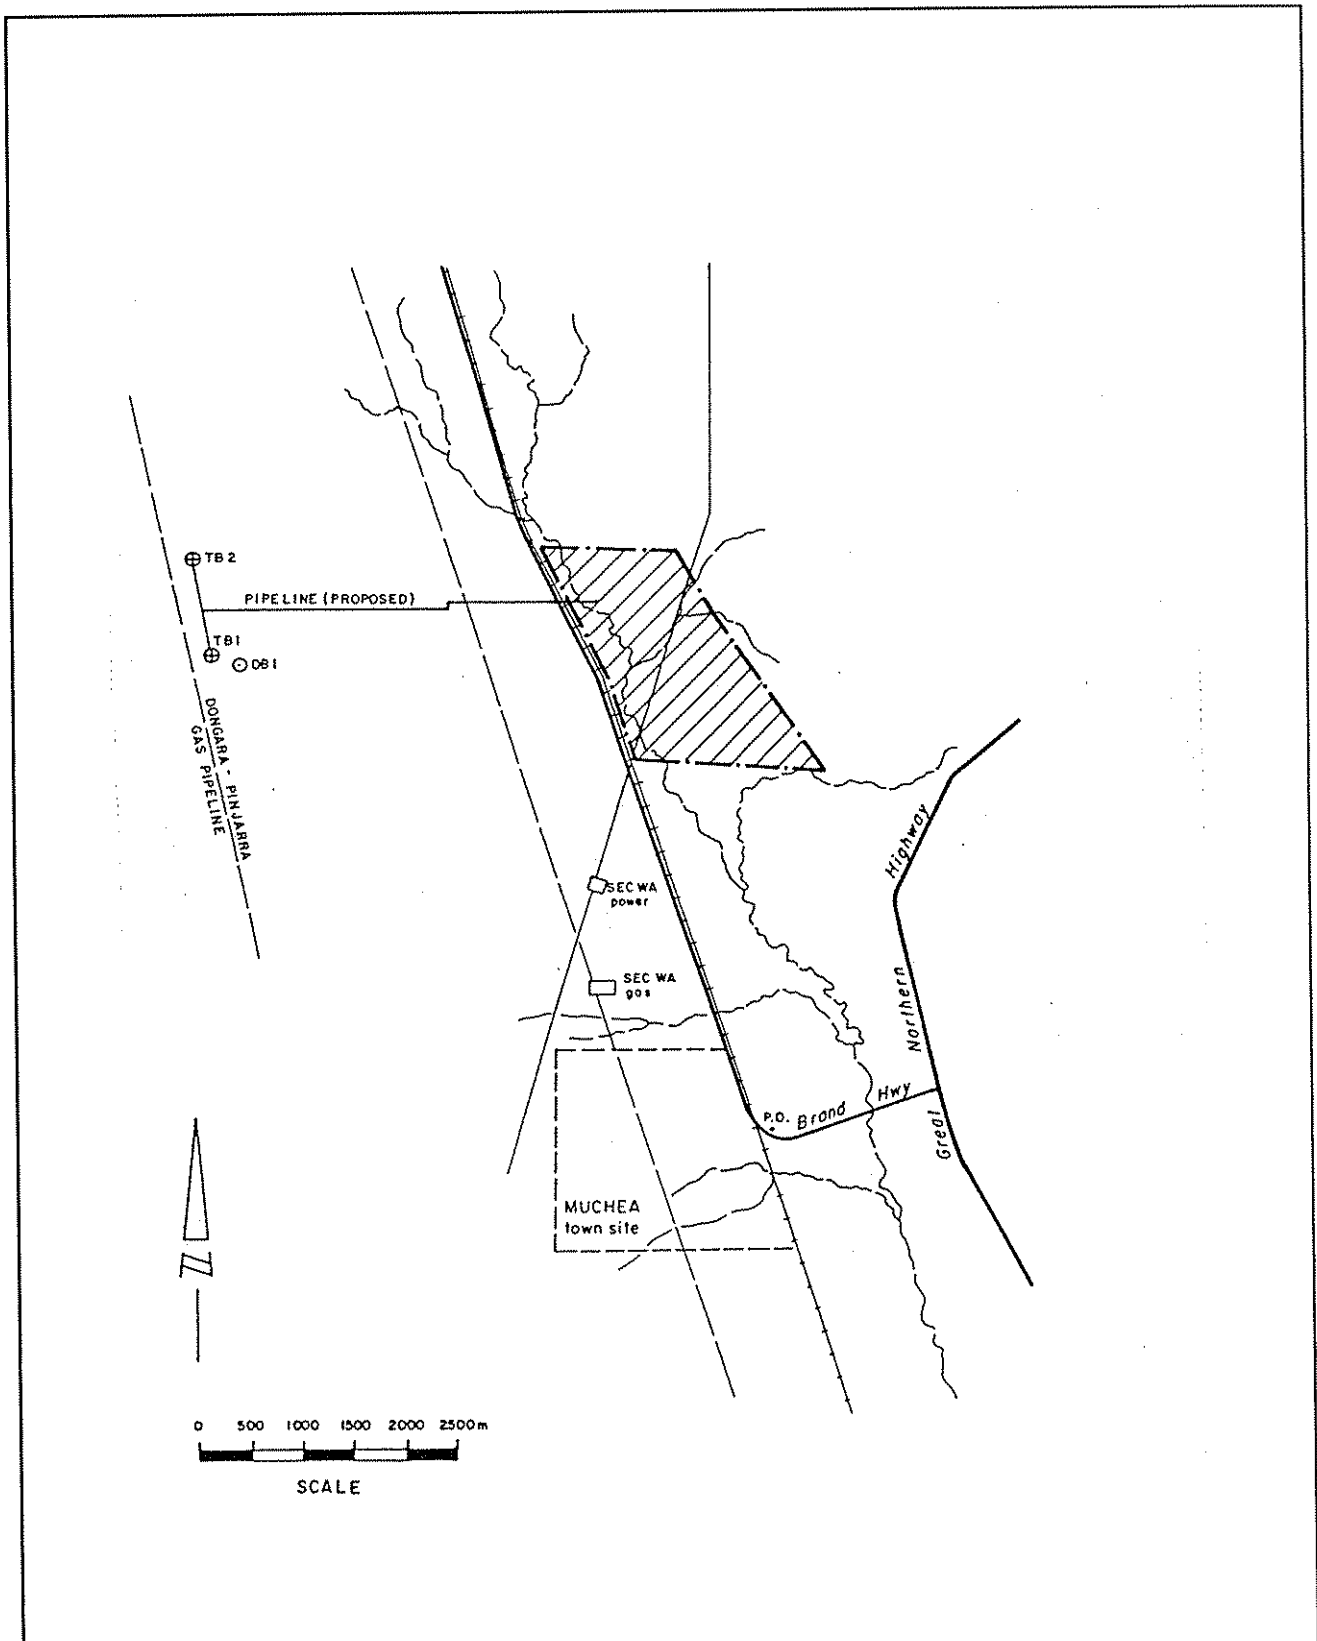 TB 2
PIPELINE (PROPOSED)
TB1
OB1
DONGARA - PINJARRA
GAS PIPELINE
Highway
SEC WA
power
SEC WA
gas
Northern
P.O. Brand Hwy
Great
MUCHEA
town site
N
0 500 1000 1500 2000 2500m
SCALE